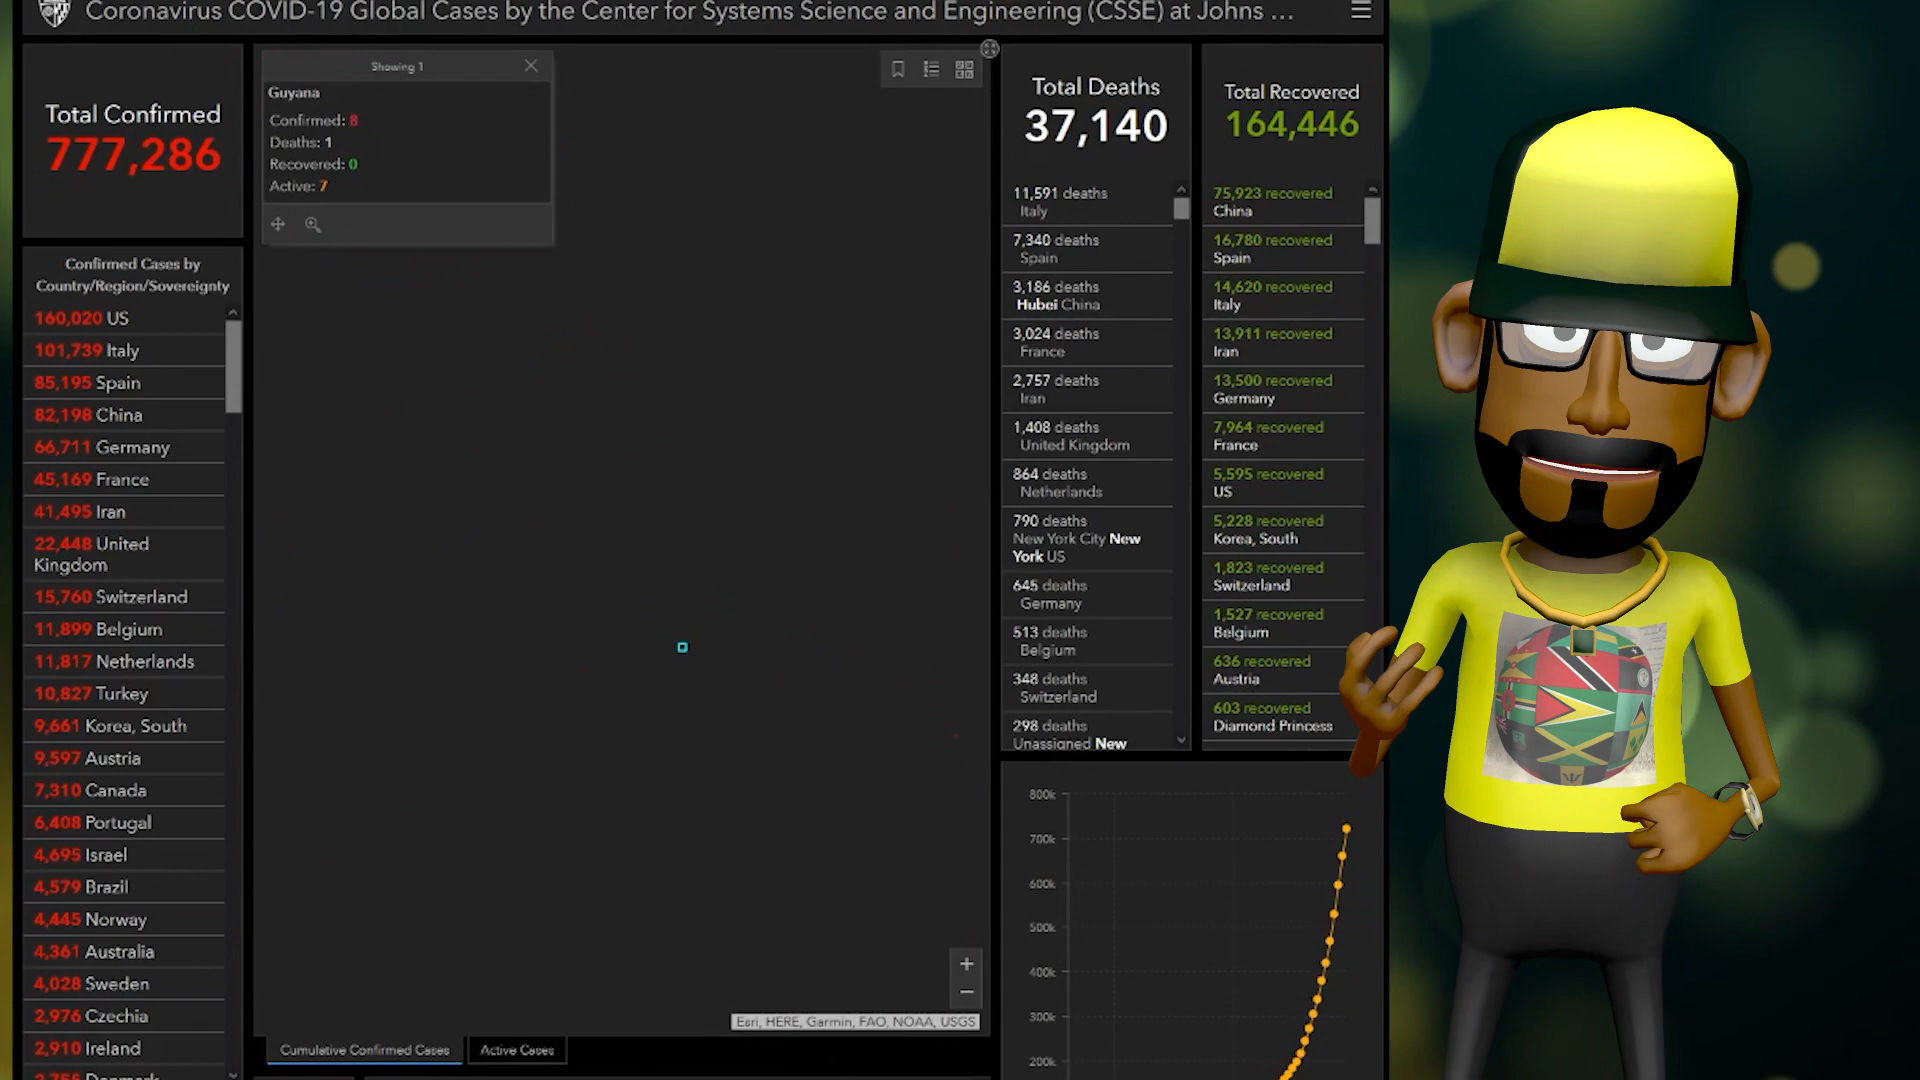 Coronavirus COVID-19 Global Cases by the Center for Systems Science and Engineering (CSSE) at Johns ...
Total Confirmed
777,286
Confirmed Cases by
Country/Region/Sovereignty
160,020 US
101,739 Italy
85,195 Spain
82,198 China
66,711 Germany
45,169 France
41,495 Iran
22,448 United
Kingdom
15,760 Switzerland
11,899 Belgium
11,817 Netherlands
10,827 Turkey
9,661 Korea, South
9,597 Austria
7,310 Canada
6,408 Portugal
4,695 Israel
4,579 Brazil
4,445 Norway
4,361 Australia
4,028 Sweden
2,976 Czechia
2,910 Ireland
Showing 1
Guyana
Confirmed: 8
Deaths: 1
Recovered: 0
Active: 7
Esri, HERE, Garmin, FAO, NOAA, USGS
Cumulative Confirmed Cases
Active Cases
Total Deaths
37,140
11,591 deaths
Italy
7,340 deaths
Spain
3,186 deaths
Hubei China
3,024 deaths
France
2,757 deaths
Iran
1,408 deaths
United Kingdom
864 deaths
Netherlands
790 deaths
New York City New
York US
645 deaths
Germany
513 deaths
Belgium
348 deaths
Switzerland
298 deaths
Unassigned New
Total Recovered
164,446
75,923 recovered
China
16,780 recovered
Spain
14,620 recovered
Italy
13,911 recovered
Iran
13,500 recovered
Germany
7,964 recovered
France
5,595 recovered
US
5,228 recovered
Korea, South
1,823 recovered
Switzerland
1,527 recovered
Belgium
636 recovered
Austria
603 recovered
Diamond Princess
800k
700k
600k
500k
400k
300k
200k